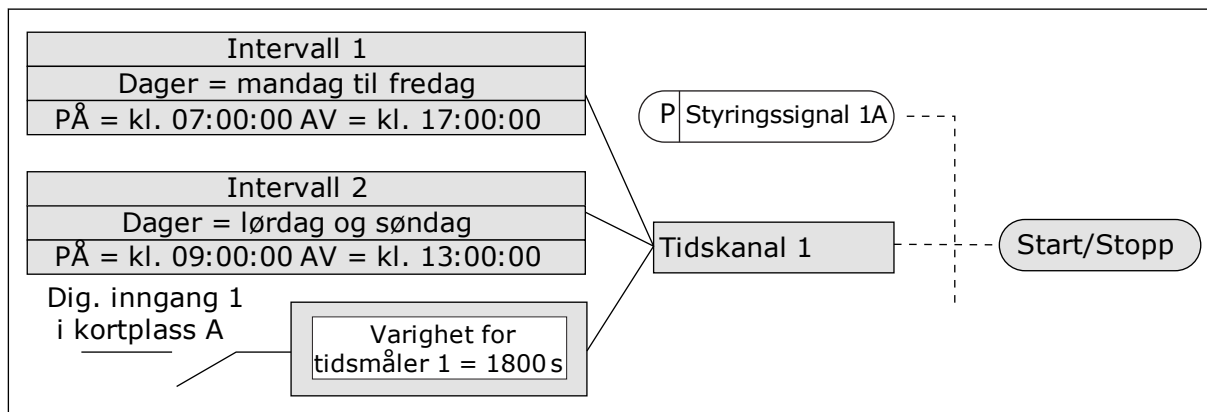 Intervall 1
Dager = mandag til fredag
PÅ = kl. 07:00:00 AV = kl. 17:00:00
P Styringssignal 1A
Intervall 2
Dager = lørdag og søndag
PÅ = kl. 09:00:00 AV = kl. 13:00:00
Tidskanal 1
Start/Stopp
Dig. inngang 1
i kortplass A
Varighet for
tidsmåler 1 = 1800 s